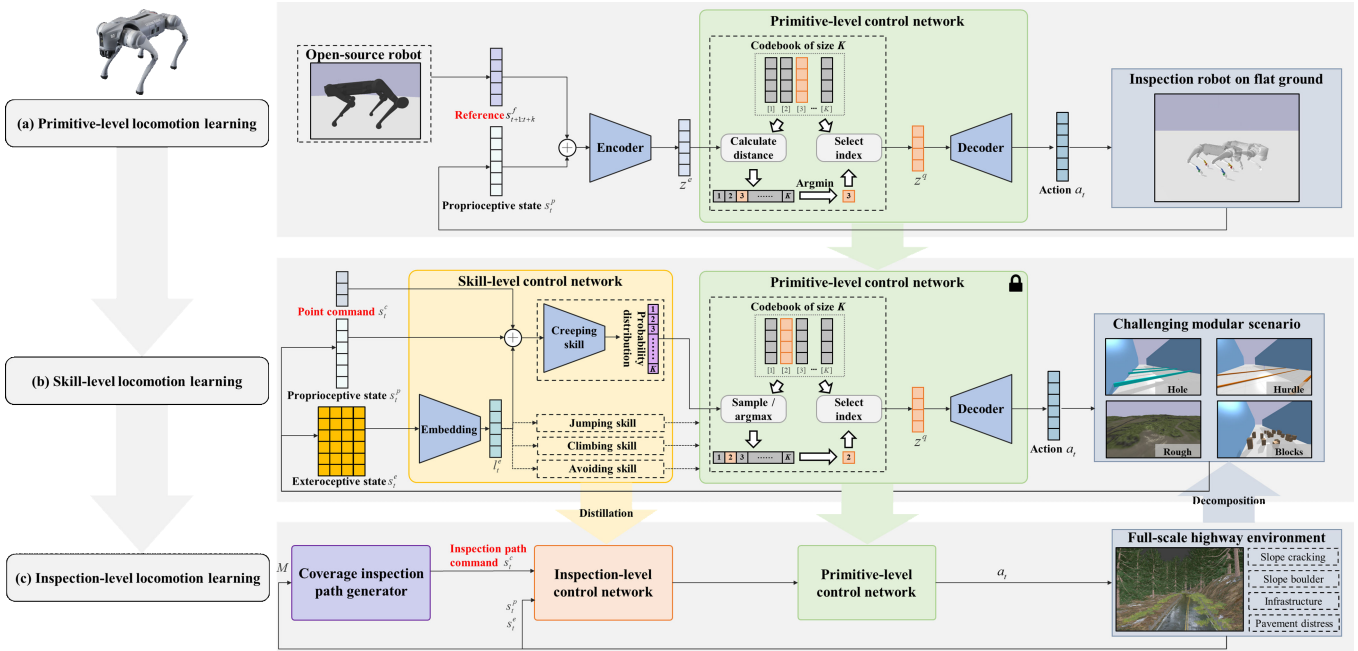 (a) Primitive-level locomotion learning
Open-source robot
Reference s^f_{t+1:t+k}
Proprioceptive state s^p_t
Encoder
z^e
Primitive-level control network
Codebook of size K
[1] [2] [3] ··· [K]
Calculate
distance
Select
index
Argmin
1 2 3 ······ K
3
z^q
Decoder
Action a_t
Inspection robot on flat ground
(b) Skill-level locomotion learning
Point command s^c_t
Proprioceptive state s^p_t
Exteroceptive state s^e_t
Skill-level control network
Creeping
skill
Probability
distribution
1
2
3
K
Embedding
l^e_t
Jumping skill
Climbing skill
Avoiding skill
Primitive-level control network
Codebook of size K
[1] [2] [3] ··· [K]
Sample /
argmax
Select
index
1 2 3 ······ K
2
z^q
Decoder
Action a_t
Challenging modular scenario
Hole
Hurdle
Rough
Blocks
Distillation
Decomposition
(c) Inspection-level locomotion learning
M
Coverage inspection
path generator
Inspection path
command s^c_t
s^p_t
s^e_t
Inspection-level
control network
Primitive-level
control network
a_t
Full-scale highway environment
Slope cracking
Slope boulder
Infrastructure
Pavement distress